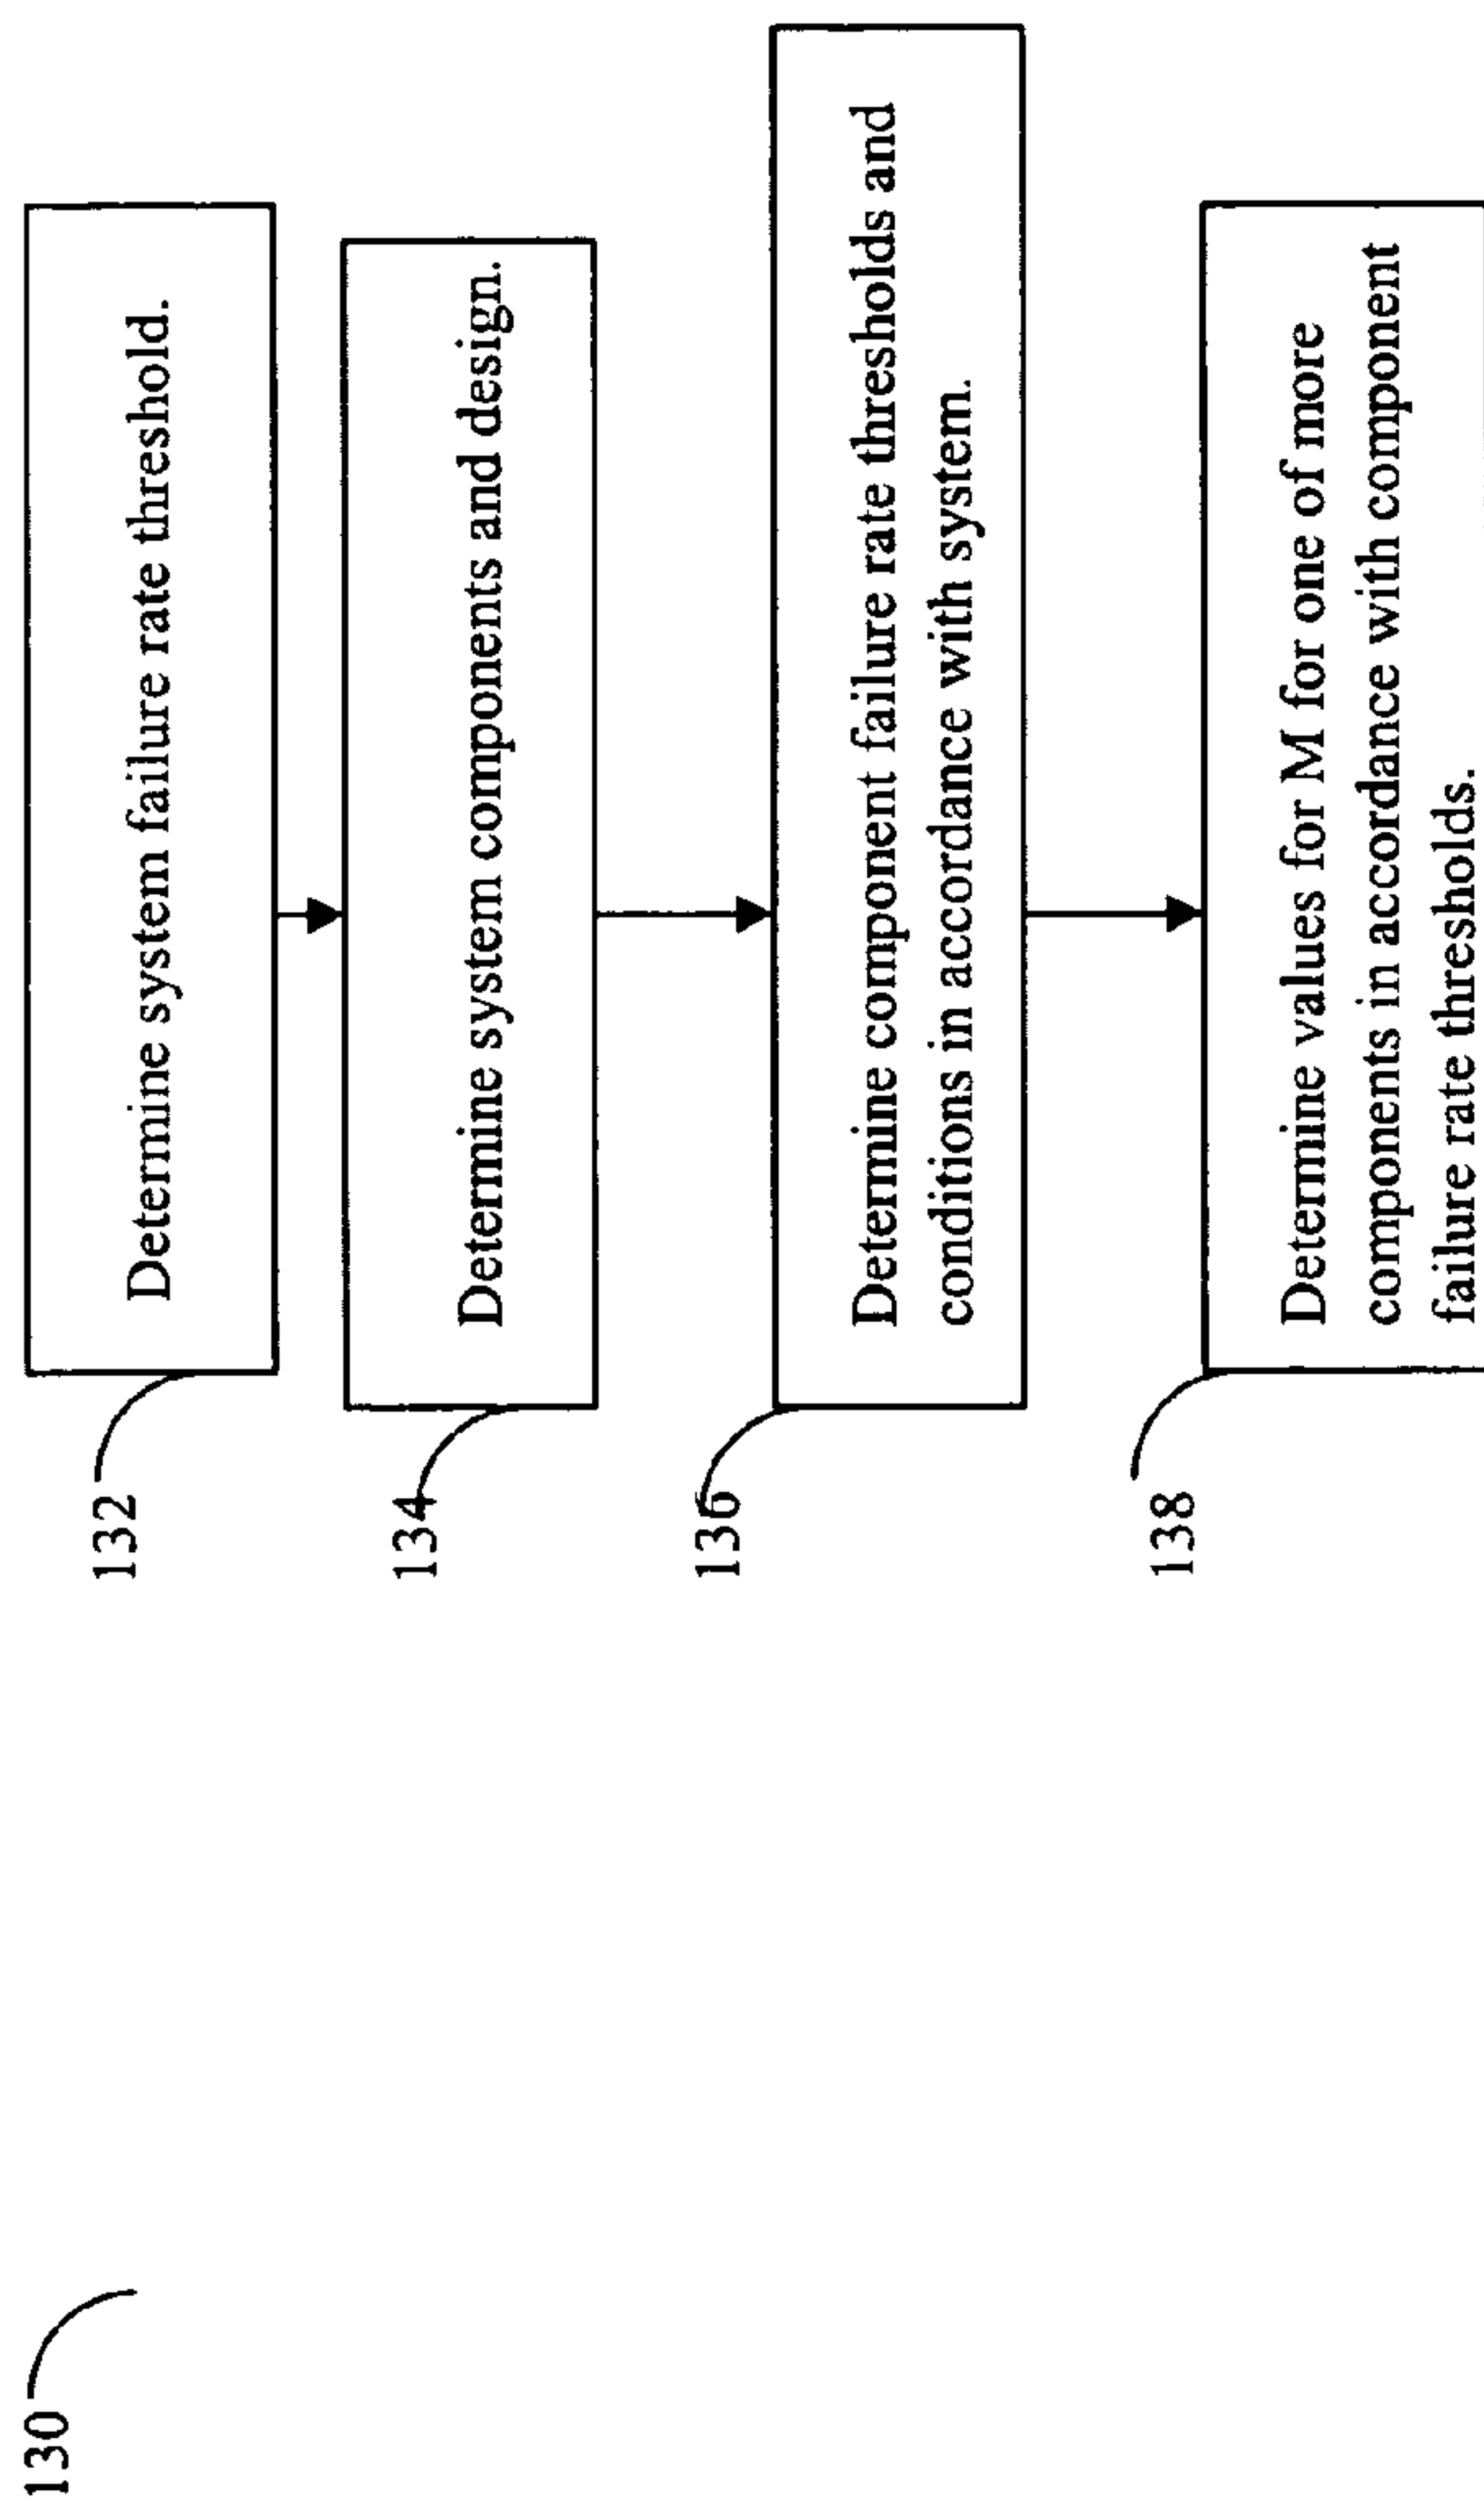 130
132
Determine system failure rate threshold.
134
Determine system components and design.
136
Determine component failure rate thresholds and
conditions in accordance with system.
138
Determine values for M for one of more
components in accordance with component
failure rate thresholds.